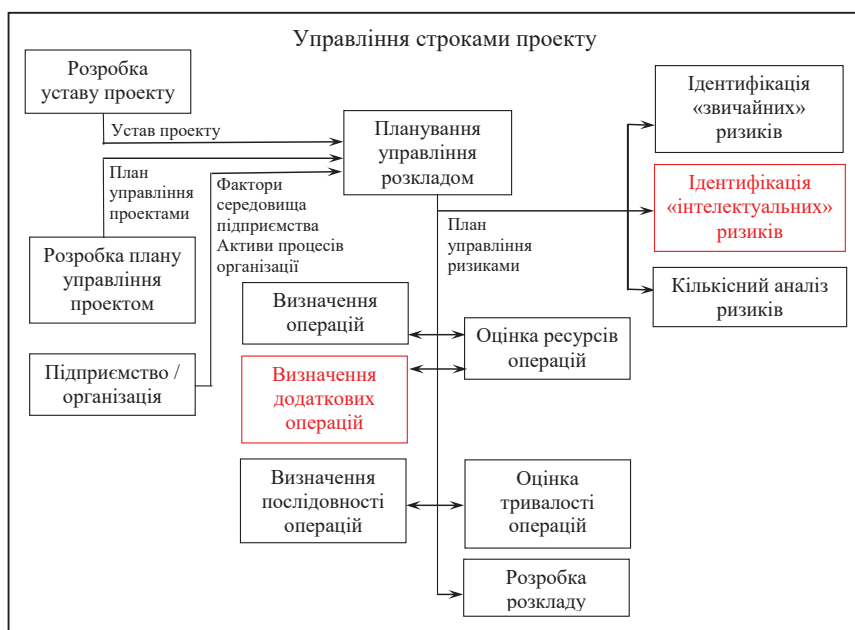 Управління строками проекту
Розробка
уставу проекту
Устав проекту
План
управління
проектами
Розробка плану
управління
проектом
Підприємство /
організація
Фактори
середовища
підприємства
Активи процесів
організації
Планування
управління
розкладом
План
управління
ризиками
Ідентифікація
«звичайних»
ризиків
Ідентифікація
«інтелектуальних»
ризиків
Кількісний аналіз
ризиків
Визначення
операцій
Оцінка ресурсів
операцій
Визначення
додаткових
операцій
Визначення
послідовності
операцій
Оцінка
тривалості
операцій
Розробка
розкладу